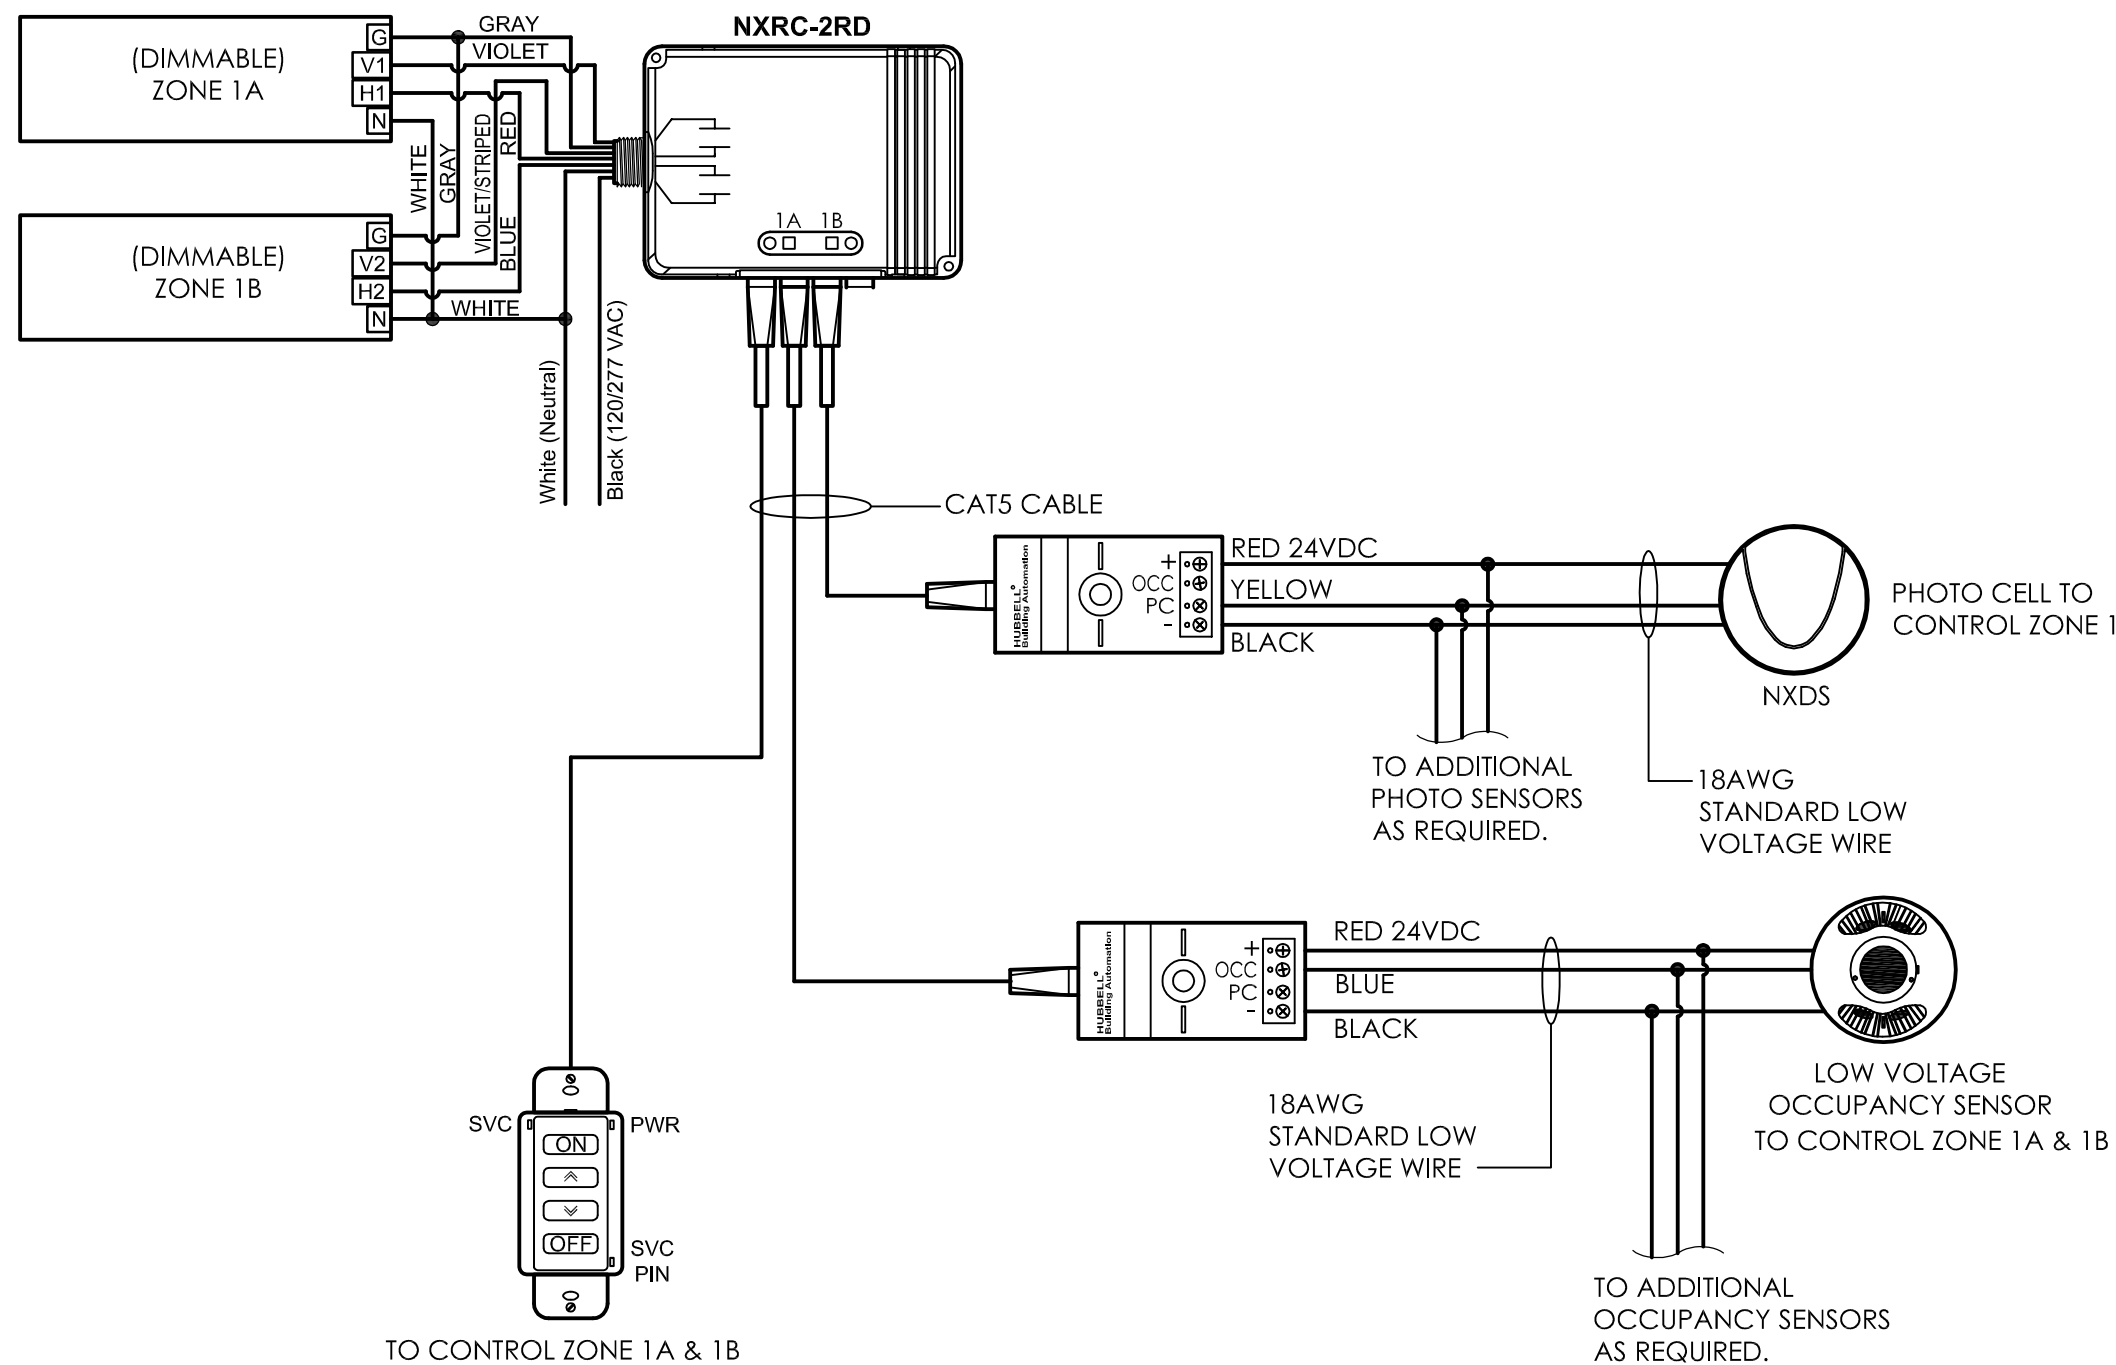 NXRC-2RD
(DIMMABLE)
ZONE 1A
G
V1
H1
N
GRAY
VIOLET
WHITE
GRAY
VIOLET/STRIPED
RED
BLUE
(DIMMABLE)
ZONE 1B
G
V2
H2
N
WHITE
White (Neutral)
Black (120/277 VAC)
1A 1B
CAT5 CABLE
HUBBELL
Building Automation
+
OCC
PC
-
RED 24VDC
YELLOW
BLACK
PHOTO CELL TO
CONTROL ZONE 1
NXDS
TO ADDITIONAL
PHOTO SENSORS
AS REQUIRED.
18AWG
STANDARD LOW
VOLTAGE WIRE
HUBBELL
Building Automation
+
OCC
PC
-
RED 24VDC
BLUE
BLACK
18AWG
STANDARD LOW
VOLTAGE WIRE
LOW VOLTAGE
OCCUPANCY SENSOR
TO CONTROL ZONE 1A & 1B
TO ADDITIONAL
OCCUPANCY SENSORS
AS REQUIRED.
SVC
PWR
ON
OFF
SVC
PIN
TO CONTROL ZONE 1A & 1B